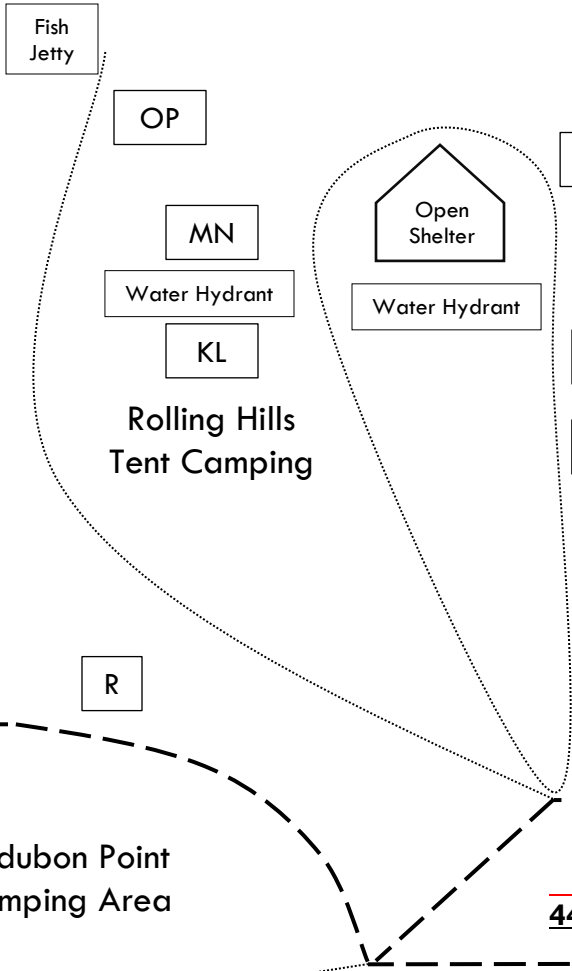 Fish
Jetty
OP
MN
Open
Shelter
Water Hydrant
Water Hydrant
KL
Rolling Hills
Tent Camping
R
dubon Point
mping Area
44